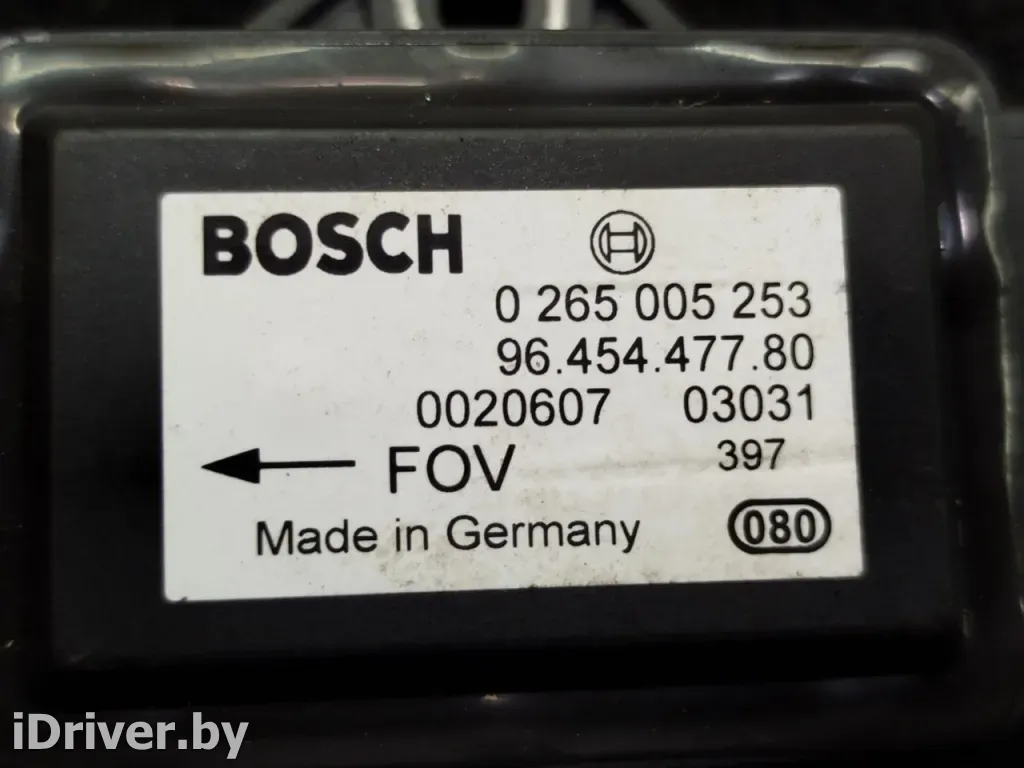 BOSCH
0 265 005 253
96.454.477.80
0020607 03031
FOV 397
Made in Germany 080
iDriver.by